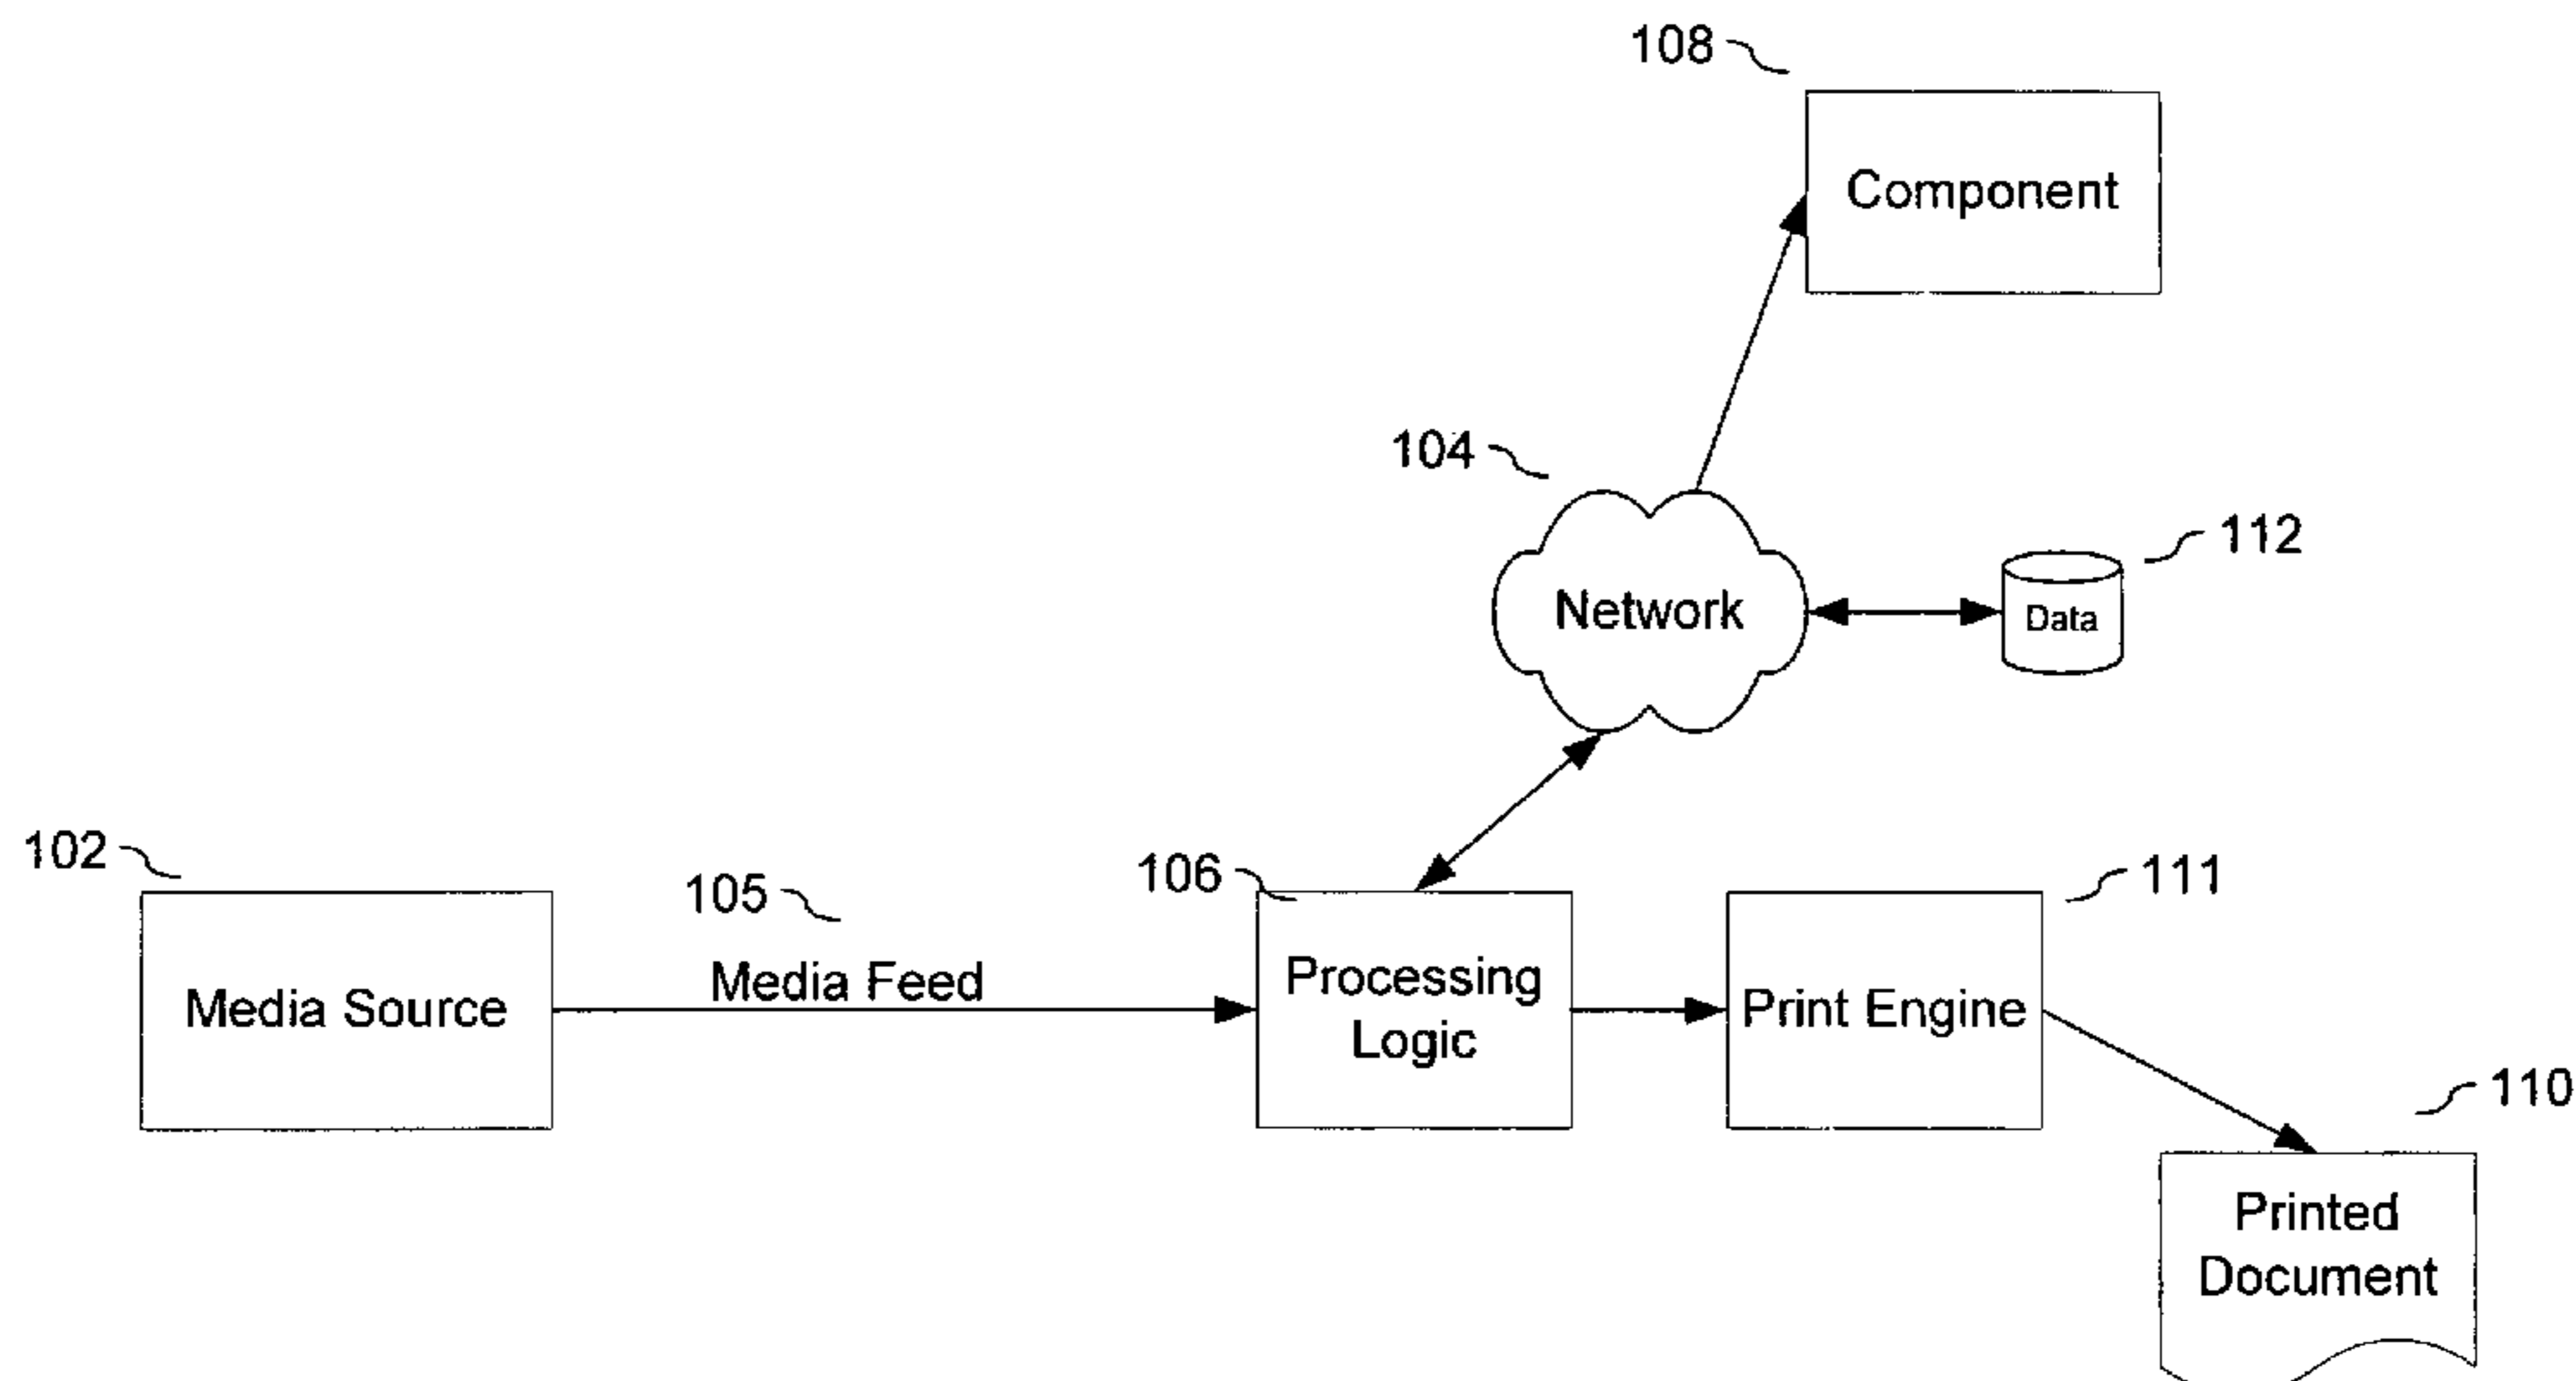 108
Component
104
112
Network
Data
102
105
106
111
Media Feed
Processing
Logic
Media Source
Print Engine
110
Printed
Document